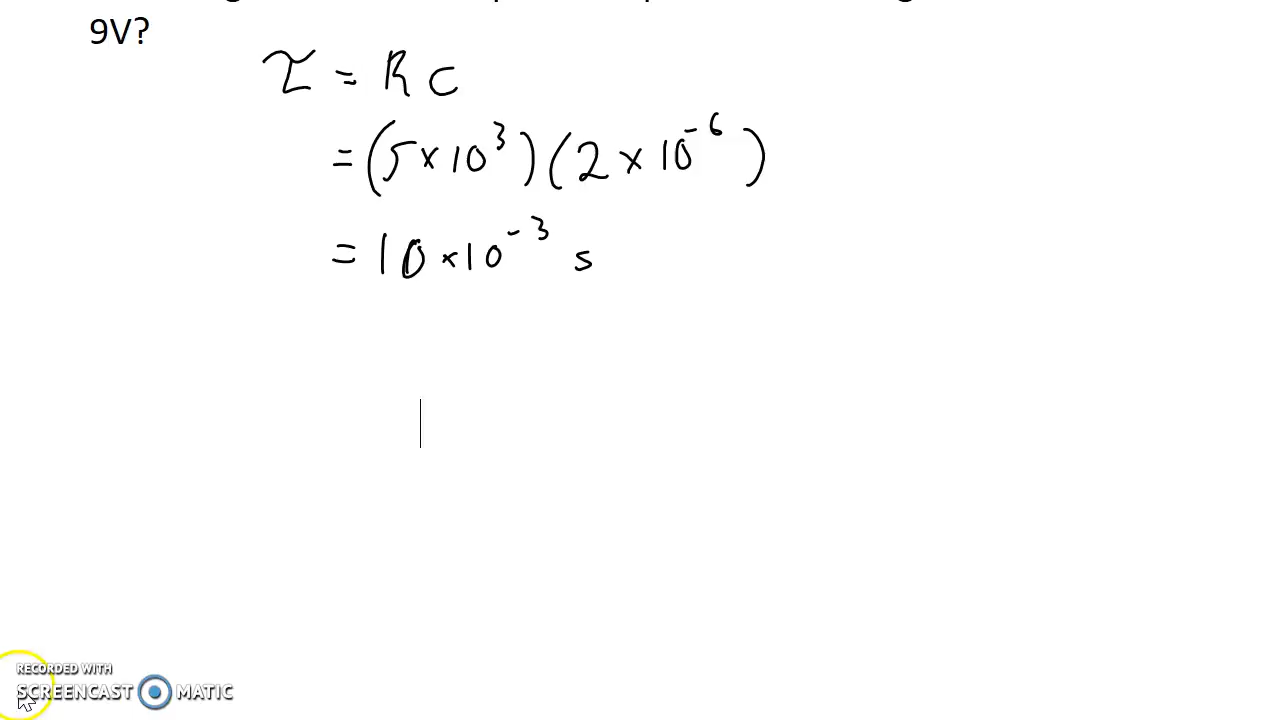 9V?
τ = RC
= (5 × 10³)(2 × 10⁻⁶)
= 10 × 10⁻³ s
RECORDED WITH
SCREENCAST MATIC